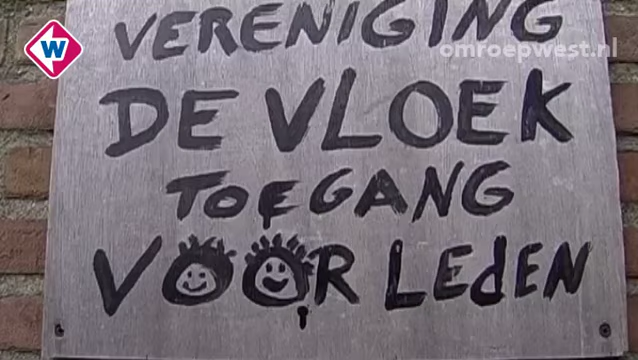 W
omroepwest.nl
VERENIGING
DE VLOEK
TOEGANG
VOOR LEdEN